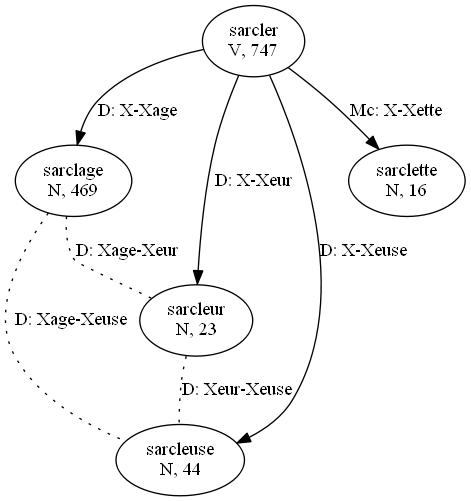 sarcler
V, 747
D: X-Xage
Mc: X-Xette
sarclage
N, 469
D: X-Xeur
sarclette
N, 16
D: Xage-Xeur
D: X-Xeuse
sarcleur
N, 23
D: Xage-Xeuse
D: Xeur-Xeuse
sarcleuse
N, 44